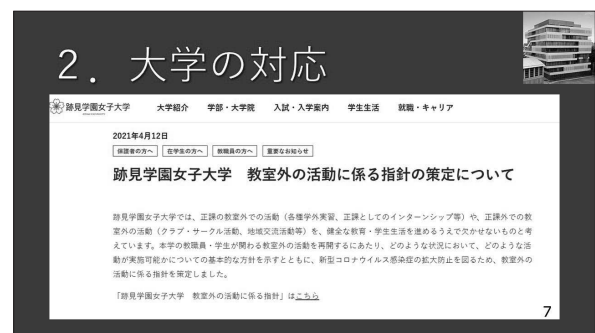 2．大学の対応
跡見学園女子大学 大学紹介 学部・大学院 入試・入学案内 学生生活 就職・キャリア
2021年4月12日
保護者の方へ 在学生の方へ 教職員の方へ 重要なお知らせ
跡見学園女子大学　教室外の活動に係る指針の策定について
跡見学園女子大学では、正課の教室外での活動（各種学外実習、正課としてのインターンシップ等）や、正課外での教
室外の活動（クラブ・サークル活動、地域交流活動等）を、健全な教育・学生生活を進めるうえで欠かせないものと考
えています。本学の教職員・学生が関わる教室外の活動を再開するにあたり、どのような状況において、どのような活
動が実施可能かについての基本的な方針を示すとともに、新型コロナウイルス感染症の拡大防止を図るため、教室外の
活動に係る指針を策定しました。
「跡見学園女子大学　教室外の活動に係る指針」はこちら
7